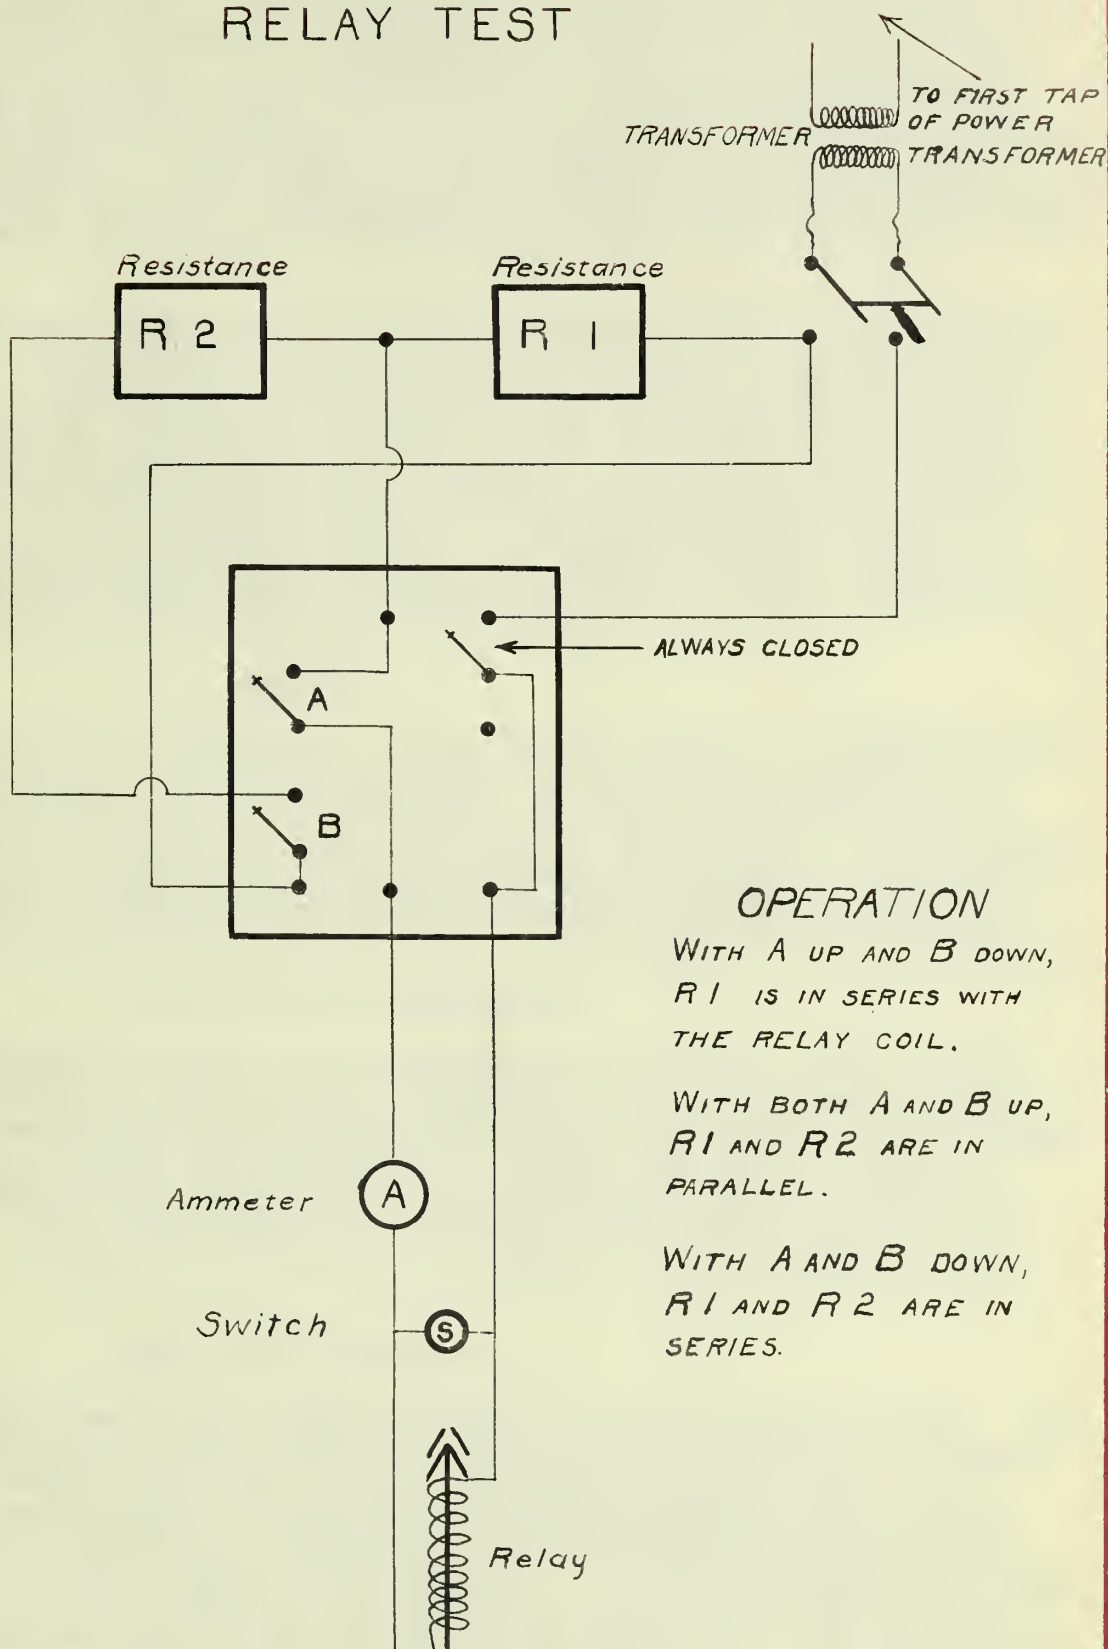 RELAY TEST
TO FIRST TAP
OF POWER
TRANSFORMER
TRANSFORMER
Resistance
Resistance
R 2
R 1
ALWAYS CLOSED
A
B
OPERATION
WITH A UP AND B DOWN,
R1 IS IN SERIES WITH
THE RELAY COIL.
WITH BOTH A AND B UP,
R1 AND R2 ARE IN
PARALLEL.
WITH A AND B DOWN,
R1 AND R2 ARE IN
SERIES.
Ammeter
A
Switch
S
Relay